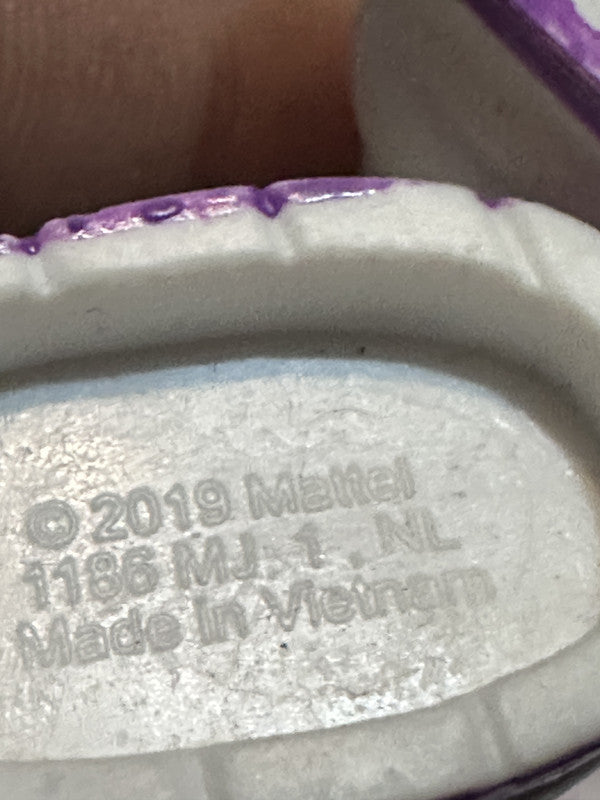 © 2019 Mattel
1186 MJ. 1 . NL
Made in Vietnam